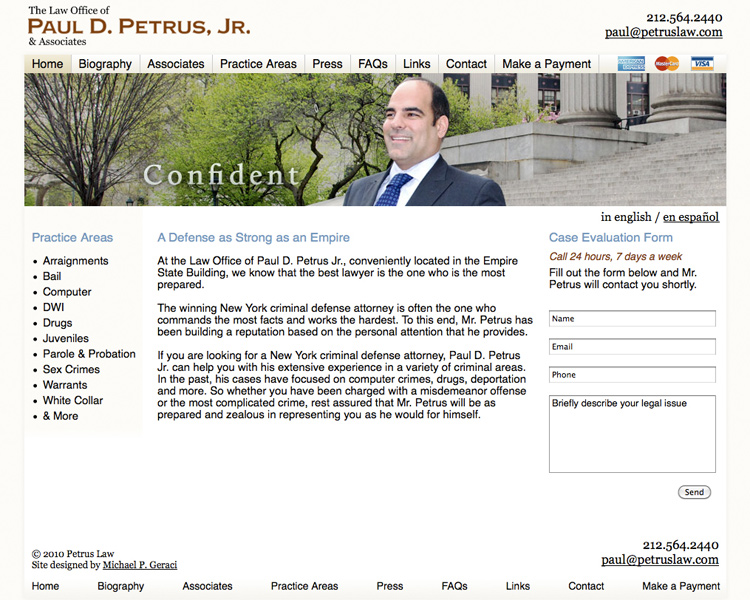 The Law Office of
PAUL D. PETRUS, JR.
& Associates
212.564.2440
paul@petruslaw.com
Home Biography Associates Practice Areas Press FAQs Links Contact Make a Payment AMERICAN EXPRESS MasterCard VISA
Confident
in english / en español
Practice Areas
Arraignments
Bail
Computer
DWI
Drugs
Juveniles
Parole & Probation
Sex Crimes
Warrants
White Collar
& More
A Defense as Strong as an Empire
At the Law Office of Paul D. Petrus Jr., conveniently located in the Empire
State Building, we know that the best lawyer is the one who is the most
prepared.
The winning New York criminal defense attorney is often the one who
commands the most facts and works the hardest. To this end, Mr. Petrus has
been building a reputation based on the personal attention that he provides.
If you are looking for a New York criminal defense attorney, Paul D. Petrus
Jr. can help you with his extensive experience in a variety of criminal areas.
In the past, his cases have focused on computer crimes, drugs, deportation
and more. So whether you have been charged with a misdemeanor offense
or the most complicated crime, rest assured that Mr. Petrus will be as
prepared and zealous in representing you as he would for himself.
Case Evaluation Form
Call 24 hours, 7 days a week
Fill out the form below and Mr.
Petrus will contact you shortly.
Name
Email
Phone
Briefly describe your legal issue
Send
© 2010 Petrus Law
Site designed by Michael P. Geraci
212.564.2440
paul@petruslaw.com
Home Biography Associates Practice Areas Press FAQs Links Contact Make a Payment